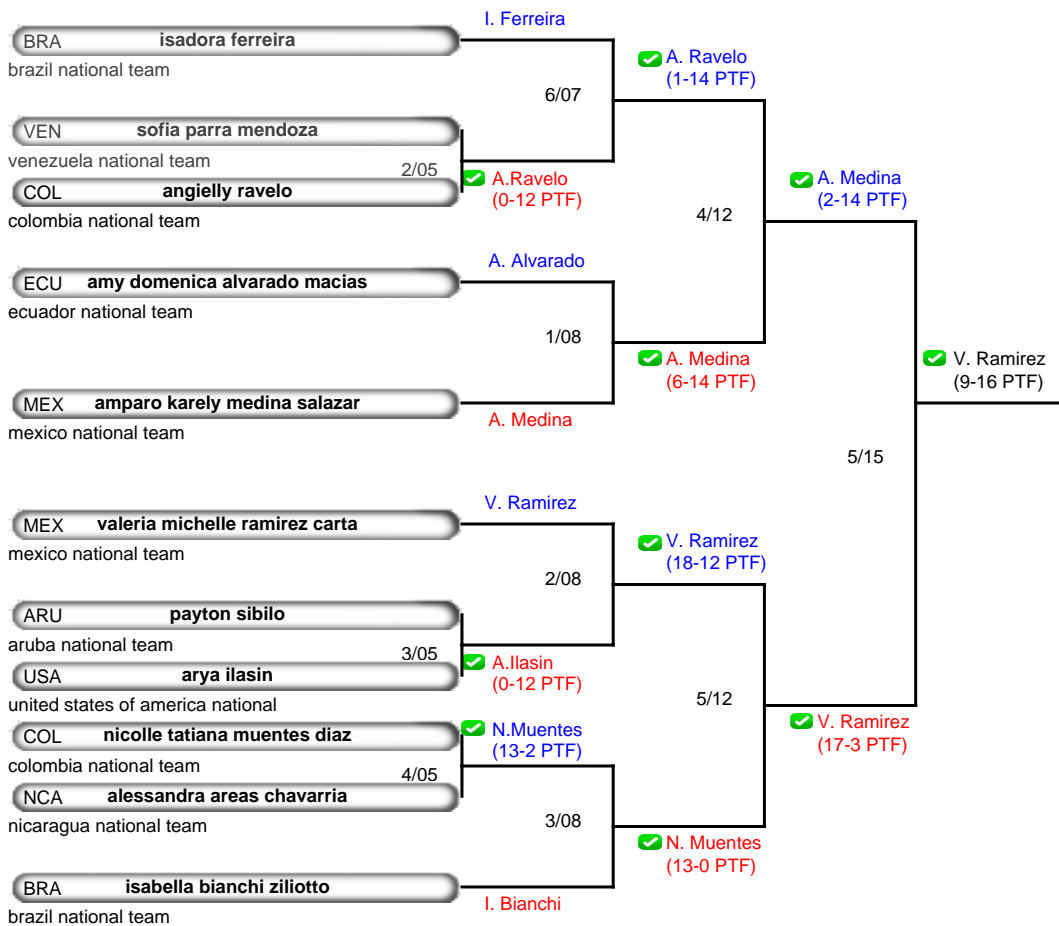 I. Ferreira
BRA isadora ferreira
brazil national team
A. Ravelo
(1-14 PTF)
6/07
VEN sofia parra mendoza
venezuela national team
2/05
A.Ravelo
(0-12 PTF)
COL angielly ravelo
colombia national team
A. Medina
(2-14 PTF)
4/12
A. Alvarado
ECU amy domenica alvarado macias
ecuador national team
1/08
A. Medina
(6-14 PTF)
V. Ramirez
(9-16 PTF)
MEX amparo karely medina salazar
mexico national team
A. Medina
5/15
V. Ramirez
MEX valeria michelle ramirez carta
mexico national team
V. Ramirez
(18-12 PTF)
2/08
ARU payton sibilo
aruba national team
3/05
A.Ilasin
(0-12 PTF)
USA arya ilasin
united states of america national
5/12
V. Ramirez
(17-3 PTF)
COL nicolle tatiana muentes diaz
colombia national team
N.Muentes
(13-2 PTF)
4/05
NCA alessandra areas chavarria
nicaragua national team
3/08
N. Muentes
(13-0 PTF)
BRA isabella bianchi ziliotto
brazil national team
I. Bianchi